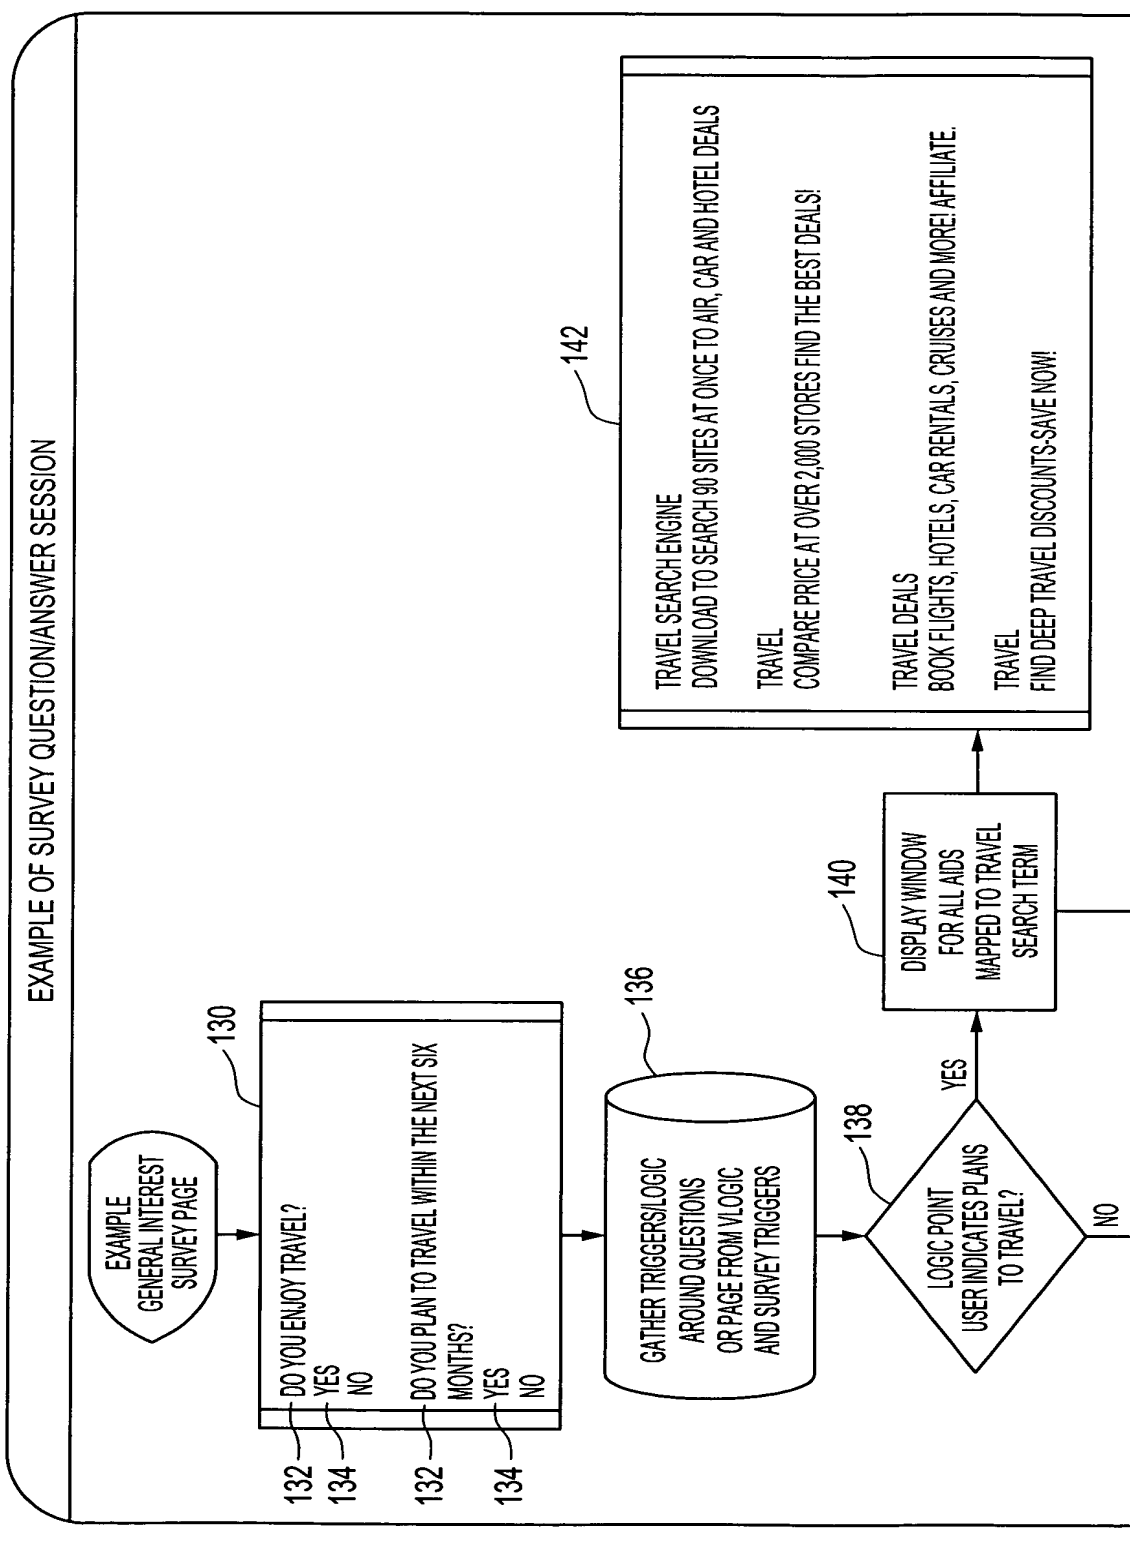 EXAMPLE OF SURVEY QUESTION/ANSWER SESSION
EXAMPLE
GENERAL INTEREST
SURVEY PAGE
130
132
DO YOU ENJOY TRAVEL?
134
YES
NO
132
DO YOU PLAN TO TRAVEL WITHIN THE NEXT SIX
MONTHS?
134
YES
NO
136
GATHER TRIGGERS/LOGIC
AROUND QUESTIONS
OR PAGE FROM VLOGIC
AND SURVEY TRIGGERS
138
LOGIC POINT
USER INDICATES PLANS
TO TRAVEL?
YES
NO
140
DISPLAY WINDOW
FOR ALL AIDS
MAPPED TO TRAVEL
SEARCH TERM
142
TRAVEL SEARCH ENGINE
DOWNLOAD TO SEARCH 90 SITES AT ONCE TO AIR, CAR AND HOTEL DEALS
TRAVEL
COMPARE PRICE AT OVER 2,000 STORES FIND THE BEST DEALS!
TRAVEL DEALS
BOOK FLIGHTS, HOTELS, CAR RENTALS, CRUISES AND MORE! AFFILIATE.
TRAVEL
FIND DEEP TRAVEL DISCOUNTS-SAVE NOW!